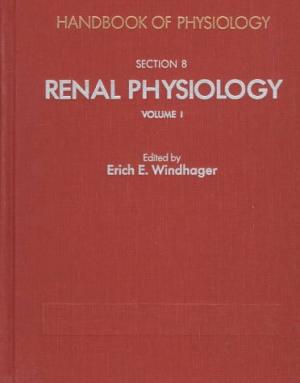 HANDBOOK OF PHYSIOLOGY
SECTION 8
RENAL PHYSIOLOGY
VOLUME I
Edited by
Erich E. Windhager